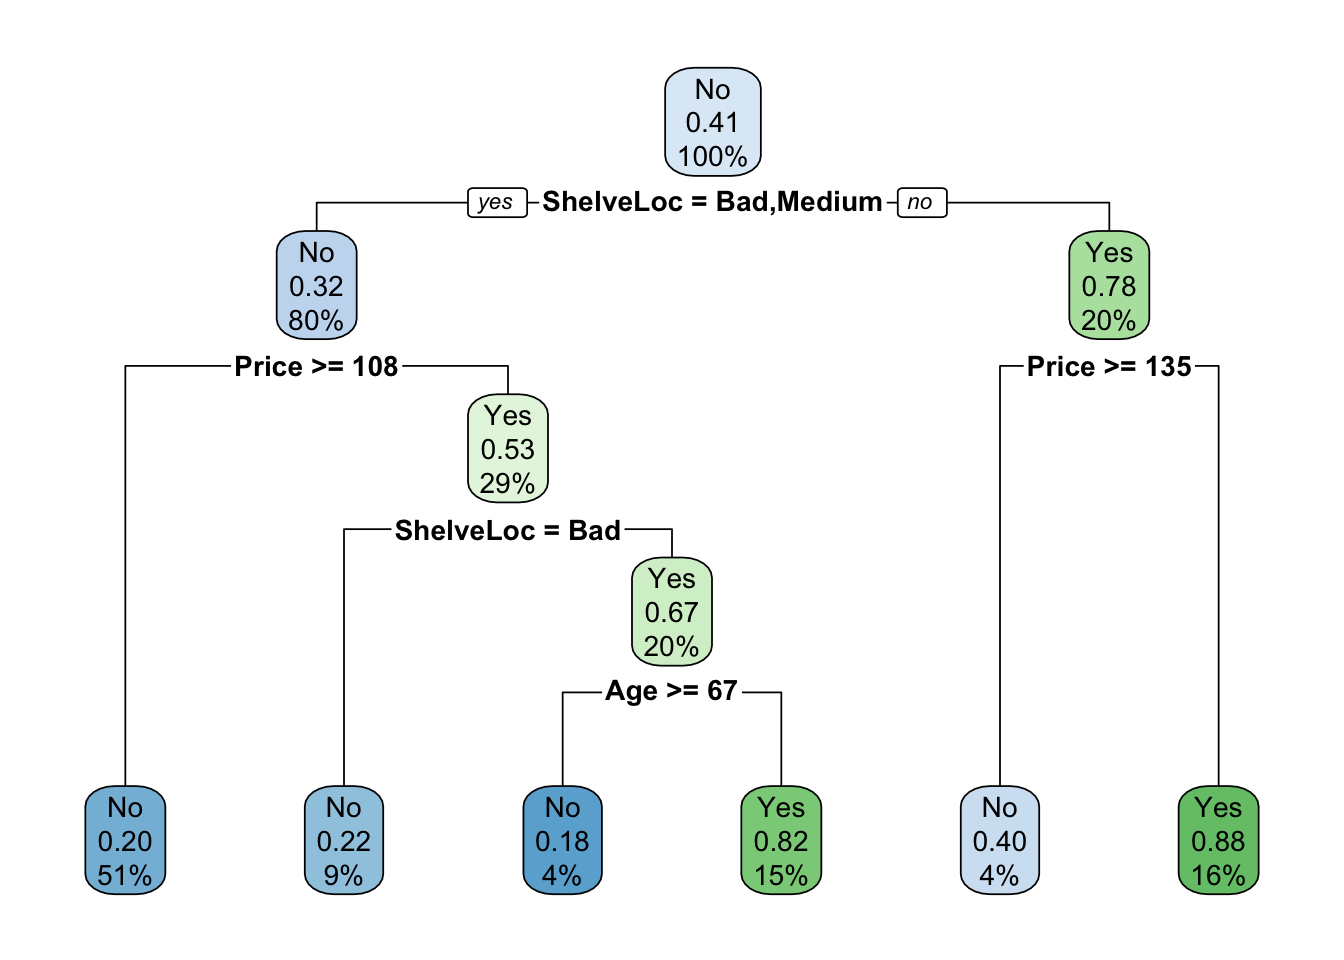 No
0.41
100%
yes ShelveLoc = Bad,Medium no
No
0.32
80%
Yes
0.78
20%
Price >= 108
Price >= 135
Yes
0.53
29%
ShelveLoc = Bad
Yes
0.67
20%
Age >= 67
No
0.20
51%
No
0.22
9%
No
0.18
4%
Yes
0.82
15%
No
0.40
4%
Yes
0.88
16%